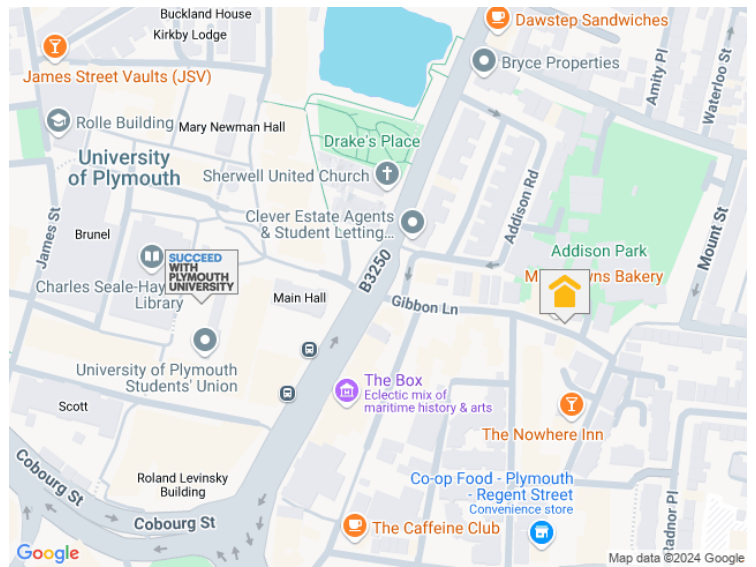 Buckland House
Kirkby Lodge
Dawstep Sandwiches
James Street Vaults (JSV)
Bryce Properties
Amity Pl
Waterloo St
Rolle Building
Mary Newman Hall
Drake's Place
University
of Plymouth
Sherwell United Church
Addison Rd
James St
Brunel
Clever Estate Agents
& Student Letting...
Mount St
Addison Park
SUCCEED
WITH
PLYMOUTH
UNIVERSITY
Charles Seale-Hay
Library
B3250
Bakery
Main Hall
Gibbon Ln
University of Plymouth
Students' Union
The Box
Eclectic mix of
maritime history & arts
Scott
The Nowhere Inn
Cobourg St
Roland Levinsky
Building
Co-op Food - Plymouth
- Regent Street
Convenience store
Radnor Pl
Cobourg St
The Caffeine Club
Google
Map data ©2024 Google